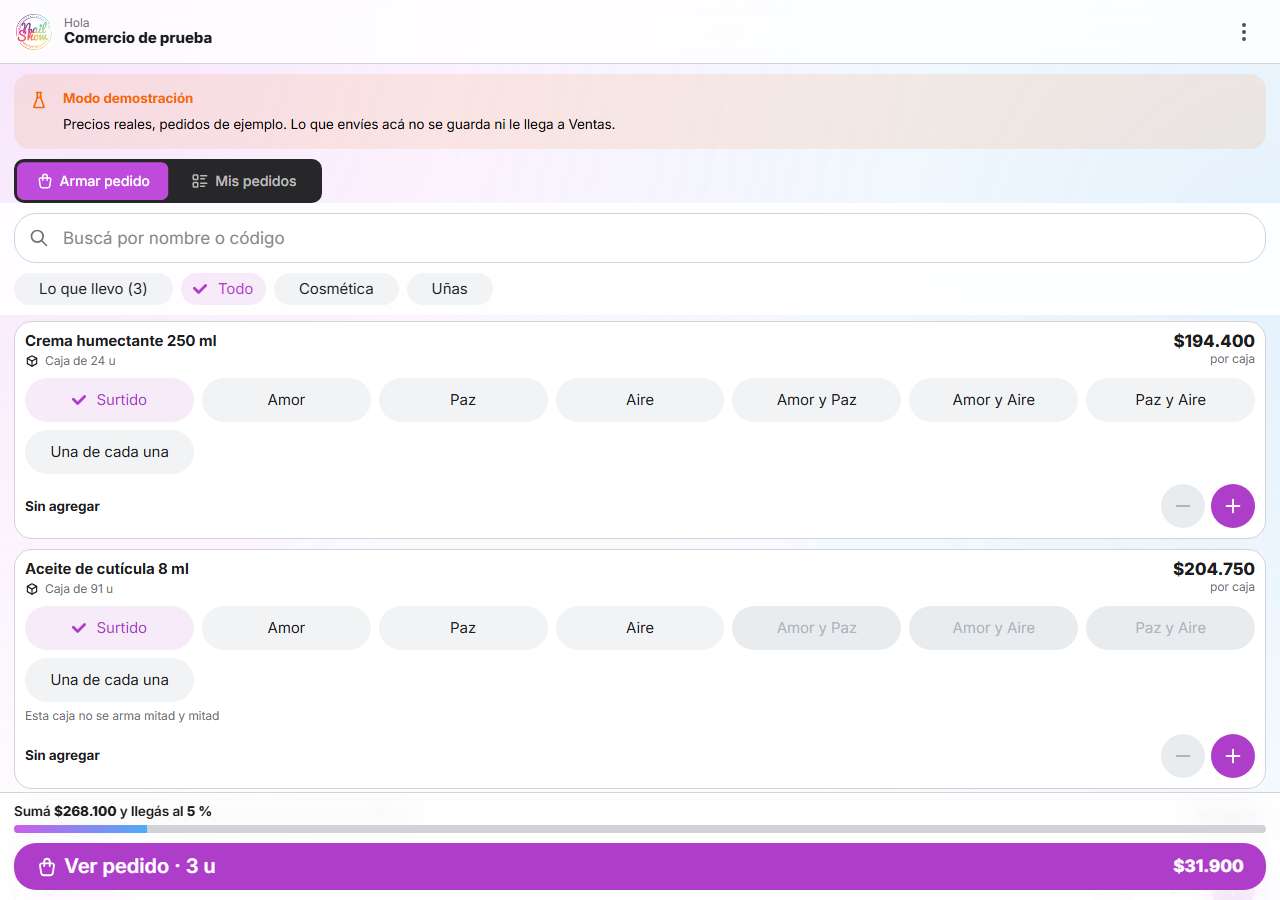 Nail Show
Hola
Comercio de prueba
Modo demostración
Precios reales, pedidos de ejemplo. Lo que envíes acá no se guarda ni le llega a Ventas.
Armar pedido
Mis pedidos
Buscá por nombre o código
Lo que llevo (3)
Todo
Cosmética
Uñas
Crema humectante 250 ml
$194.400
Caja de 24 u
por caja
Surtido
Amor
Paz
Aire
Amor y Paz
Amor y Aire
Paz y Aire
Una de cada una
Sin agregar
Aceite de cutícula 8 ml
$204.750
Caja de 91 u
por caja
Surtido
Amor
Paz
Aire
Amor y Paz
Amor y Aire
Paz y Aire
Una de cada una
Esta caja no se arma mitad y mitad
Sin agregar
Sumá $268.100 y llegás al 5 %
Ver pedido · 3 u
$31.900